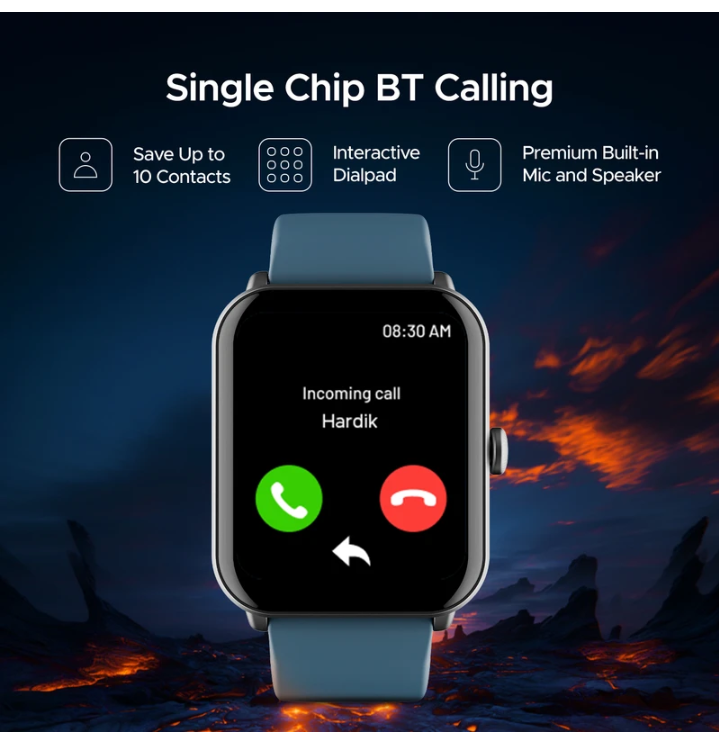 Single Chip BT Calling
Save Up to
10 Contacts
Interactive
Dialpad
Premium Built-in
Mic and Speaker
08:30 AM
Incoming call
Hardik